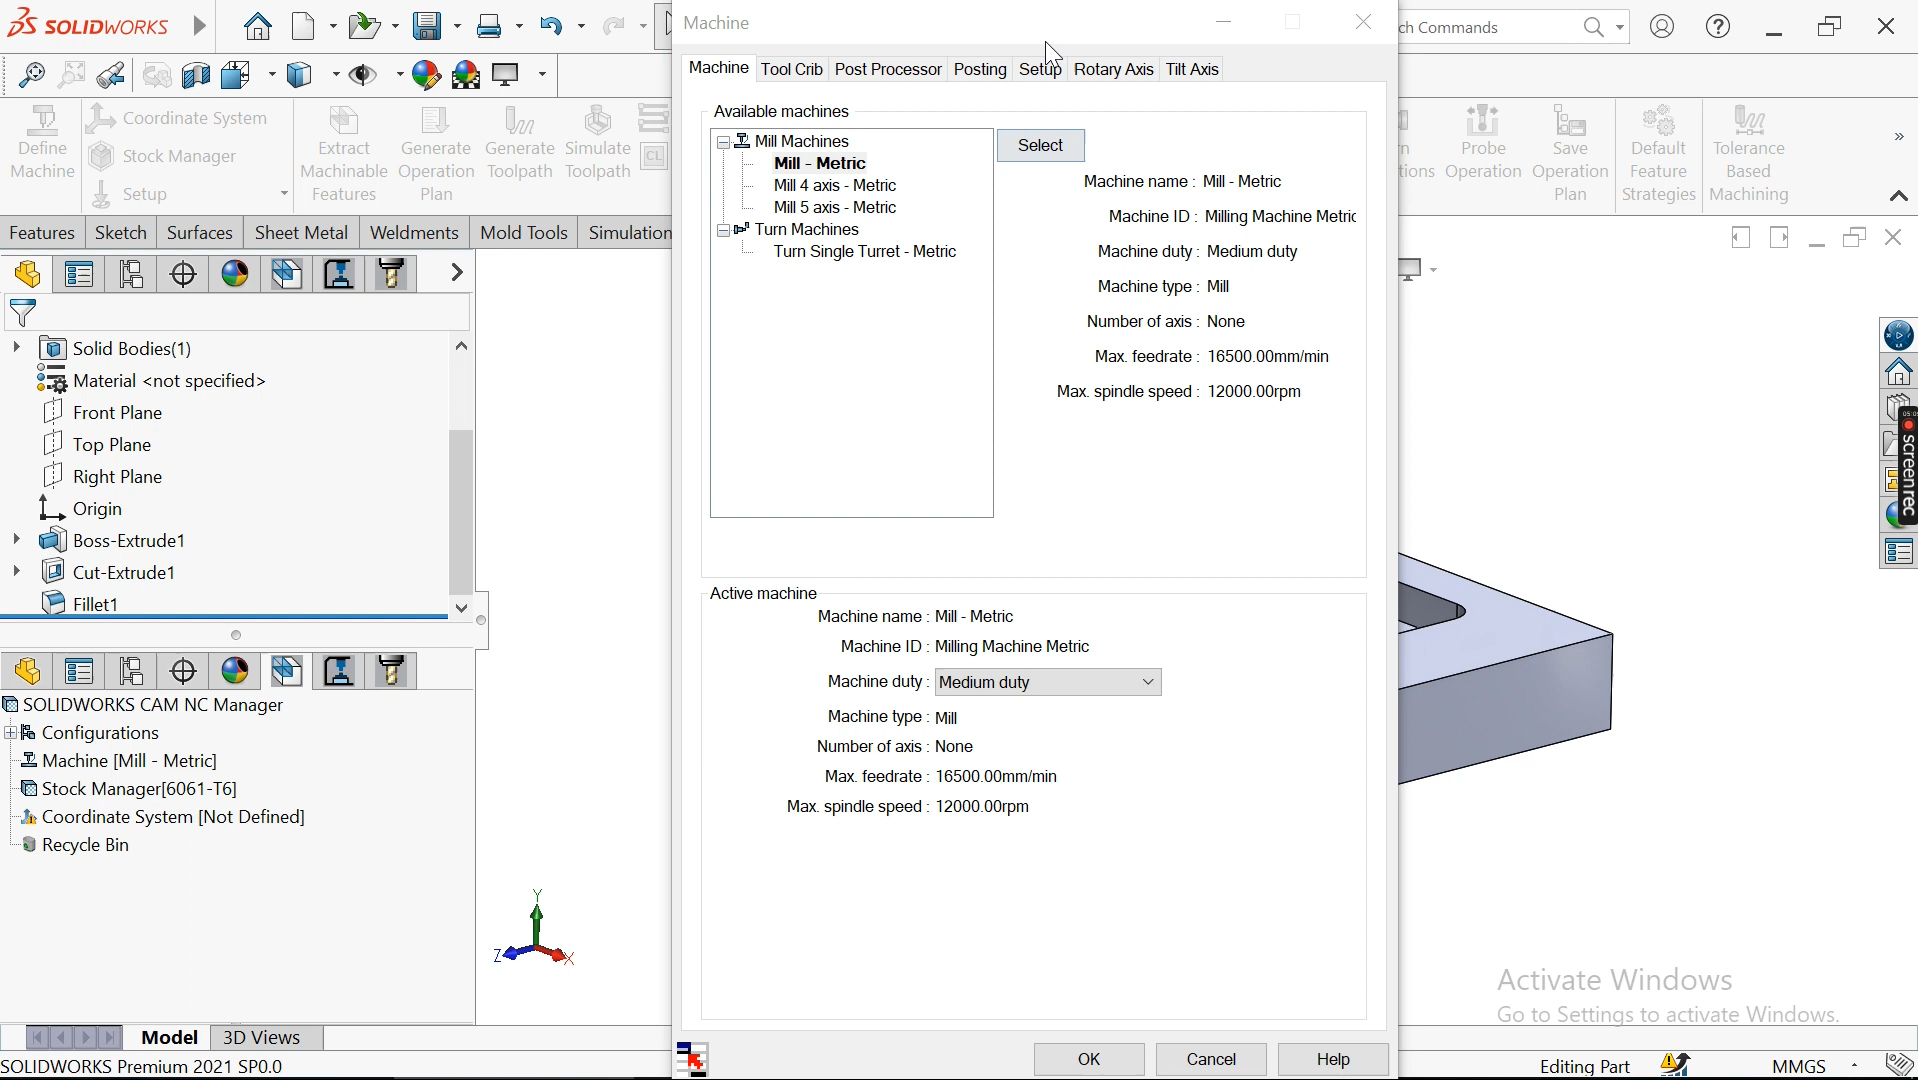 SOLIDWORKS
Machine
ch Commands
Machine
Tool Crib
Post Processor
Posting
Setup
Rotary Axis
Tilt Axis
Define
Machine
Coordinate System
Stock Manager
Setup
Extract
Machinable
Features
Generate
Operation
Plan
Generate
Toolpath
Simulate
Toolpath
CL
Probe
Operation
Save
Operation
Plan
Default
Feature
Strategies
Tolerance
Based
Machining
Features
Sketch
Surfaces
Sheet Metal
Weldments
Mold Tools
Simulation
Available machines
Mill Machines
Mill - Metric
Mill 4 axis - Metric
Mill 5 axis - Metric
Turn Machines
Turn Single Turret - Metric
Select
Machine name : Mill - Metric
Machine ID : Milling Machine Metric
Machine duty : Medium duty
Machine type : Mill
Number of axis : None
Max. feedrate : 16500.00mm/min
Max. spindle speed : 12000.00rpm
Solid Bodies(1)
Material <not specified>
Front Plane
Top Plane
Right Plane
Origin
Boss-Extrude1
Cut-Extrude1
Fillet1
SOLIDWORKS CAM NC Manager
Configurations
Machine [Mill - Metric]
Stock Manager[6061-T6]
Coordinate System [Not Defined]
Recycle Bin
Active machine
Machine name : Mill - Metric
Machine ID : Milling Machine Metric
Machine duty : Medium duty
Machine type : Mill
Number of axis : None
Max. feedrate : 16500.00mm/min
Max. spindle speed : 12000.00rpm
Y
Z
X
screenrec
Activate Windows
Go to Settings to activate Windows.
Model
3D Views
OK
Cancel
Help
SOLIDWORKS Premium 2021 SP0.0
Editing Part
MMGS